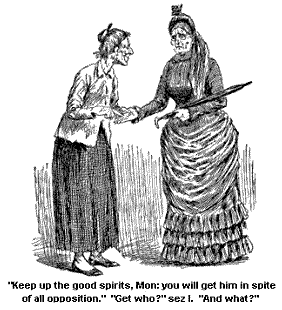 "Keep up the good spirits, Mon: you will get him in spite
of all opposition." "Get who?" sez I. "And what?"